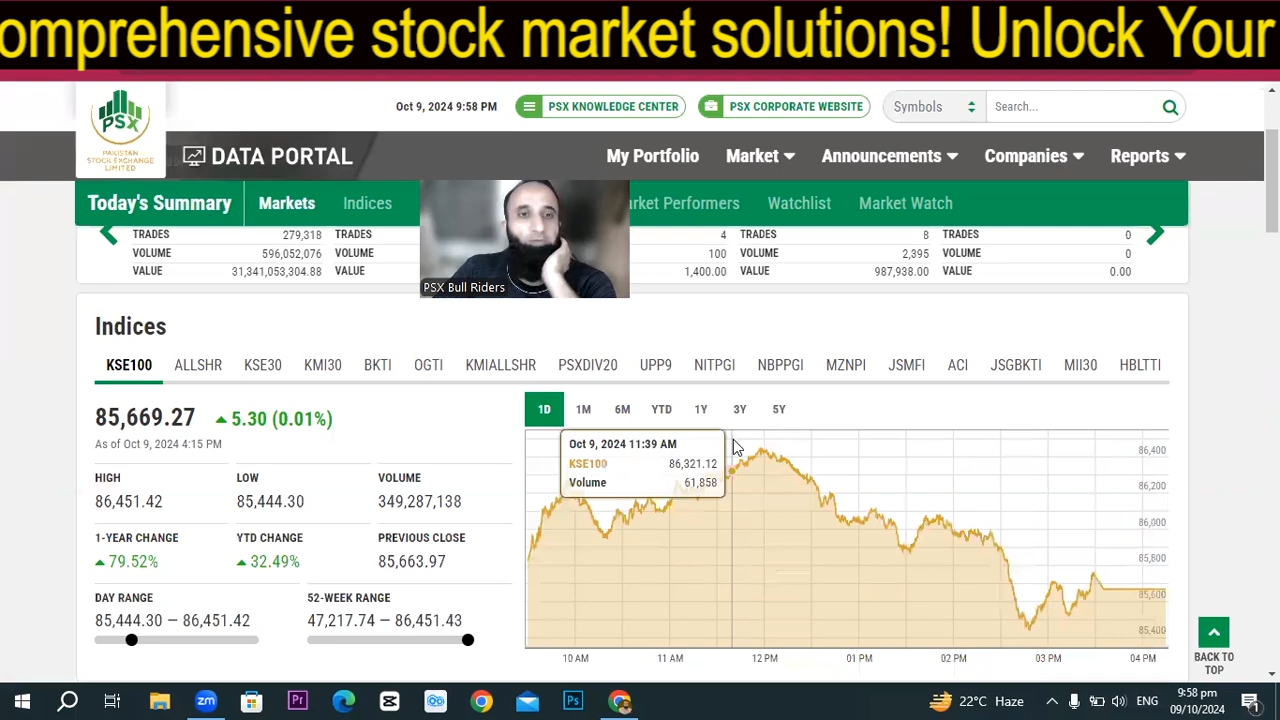 omprehensive stock market solutions! Unlock Your
PSX
PAKISTAN
STOCK EXCHANGE
LIMITED
Oct 9, 2024 9:58 PM
PSX KNOWLEDGE CENTER
PSX CORPORATE WEBSITE
Symbols
Search...
DATA PORTAL
My Portfolio
Market
Announcements
Companies
Reports
Today's Summary
Markets
Indices
rket Performers
Watchlist
Market Watch
TRADES 279,318 TRADES 4 TRADES 8 TRADES 0
VOLUME 596,052,076 VOLUME 100 VOLUME 2,395 VOLUME 0
VALUE 31,341,053,304.88 VALUE 1,400.00 VALUE 987,938.00 VALUE 0.00
PSX Bull Riders
Indices
KSE100 ALLSHR KSE30 KMI30 BKTI OGTI KMIALLSHR PSXDIV20 UPP9 NITPGI NBPPGI MZNPI JSMFI ACI JSGBKTI MII30 HBLTTI
85,669.27 5.30 (0.01%)
As of Oct 9, 2024 4:15 PM
HIGH LOW VOLUME
86,451.42 85,444.30 349,287,138
1-YEAR CHANGE YTD CHANGE PREVIOUS CLOSE
79.52% 32.49% 85,663.97
DAY RANGE 52-WEEK RANGE
85,444.30 — 86,451.42 47,217.74 — 86,451.43
1D 1M 6M YTD 1Y 3Y 5Y
Oct 9, 2024 11:39 AM
KSE100 86,321.12
Volume 61,858
86,400
86,200
86,000
85,800
85,600
85,400
10 AM 11 AM 12 PM 01 PM 02 PM 03 PM 04 PM
BACK TO
TOP
22°C Haze
ENG
9:58 pm
09/10/2024